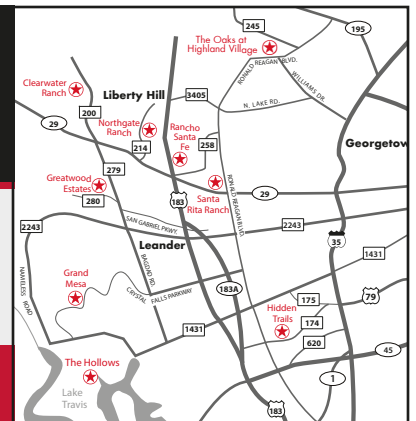 245
195
The Oaks at
Highland Village
RONALD REAGAN BLVD.
WILLIAMS DR.
Clearwater
Ranch
Liberty Hill
3405
N. LAKE RD.
200
29
Northgate
Ranch
Rancho
Santa
Fe
214
258
Georgetow
279
Greatwood
Estates
280
183
Santa
Rita Ranch
RONALD REAGAN BLVD.
29
SAN GABRIEL PKWY.
2243
2243
Leander
35
1431
NAMELESS ROAD
Grand
Mesa
BAGDAD RD.
CRYSTAL FALLS PARKWAY
183A
175
79
Hidden
Trails
174
1431
620
45
The Hollows
Lake
Travis
1
183